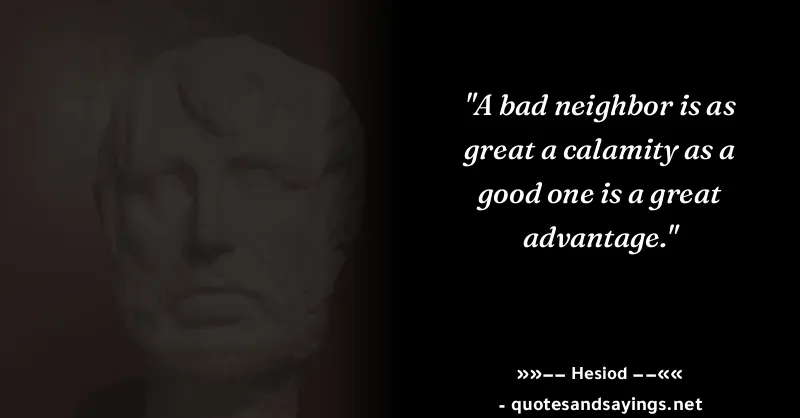 "A bad neighbor is as
great a calamity as a
good one is a great
advantage."
»»—— Hesiod ——««
- quotesandsayings.net